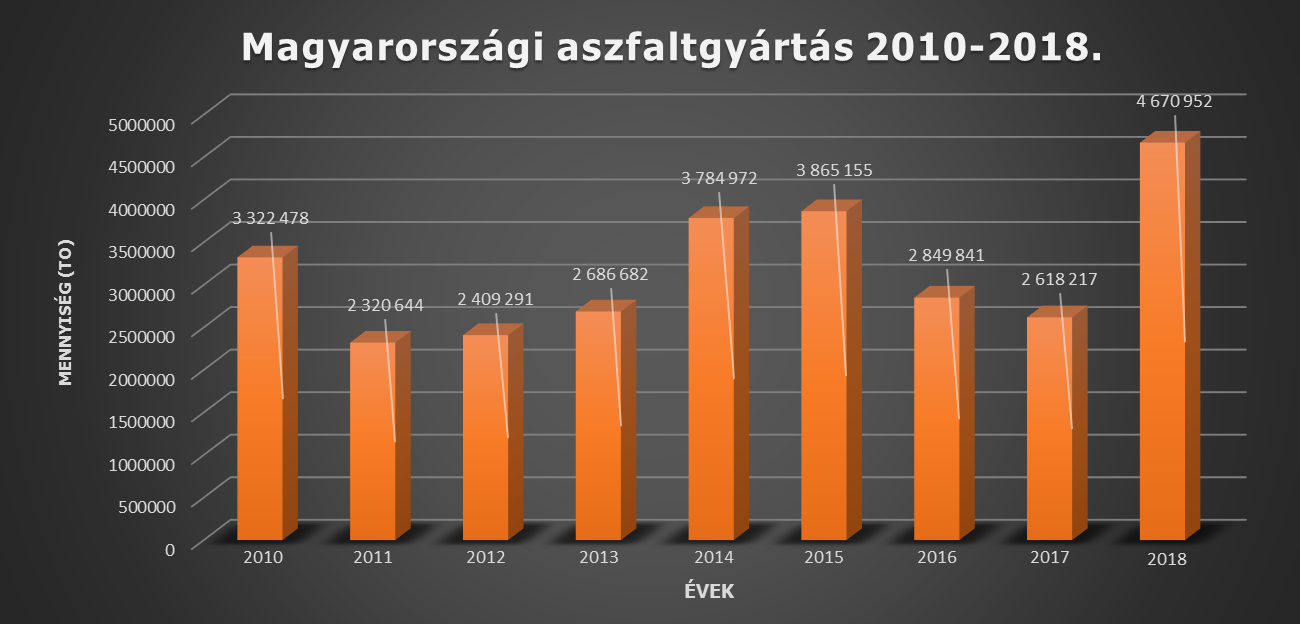 Magyarországi aszfaltgyártás 2010-2018.
MENNYISÉG (TO)
5000000
4500000
4000000
3500000
3000000
2500000
2000000
1500000
1000000
500000
0
3 322 478
2 320 644
2 409 291
2 686 682
3 784 972
3 865 155
2 849 841
2 618 217
4 670 952
2010 2011 2012 2013 2014 2015 2016 2017 2018
ÉVEK